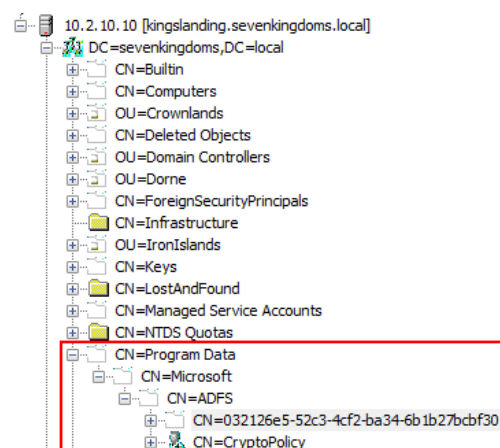 10.2.10.10 [kingslanding.sevenkingdoms.local]
DC=sevenkingdoms,DC=local
CN=Builtin
CN=Computers
OU=Crownlands
CN=Deleted Objects
OU=Domain Controllers
OU=Dorne
CN=ForeignSecurityPrincipals
CN=Infrastructure
OU=IronIslands
CN=Keys
CN=LostAndFound
CN=Managed Service Accounts
CN=NTDS Quotas
CN=Program Data
CN=Microsoft
CN=ADFS
CN=032126e5-52c3-4cf2-ba34-6b1b27bcbf30
CN=CryptoPolicy